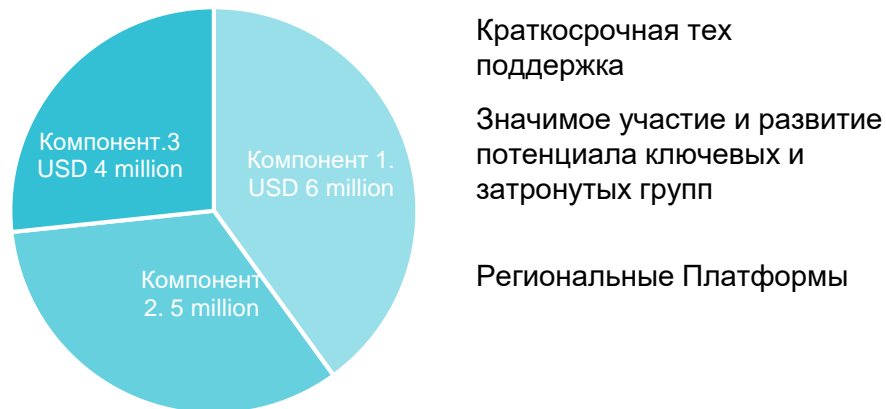 Компонент.3
USD 4 million
Компонент 1.
USD 6 million
Компонент
2. 5 million
Краткосрочная тех
поддержка
Значимое участие и развитие
потенциала ключевых и
затронутых групп
Региональные Платформы